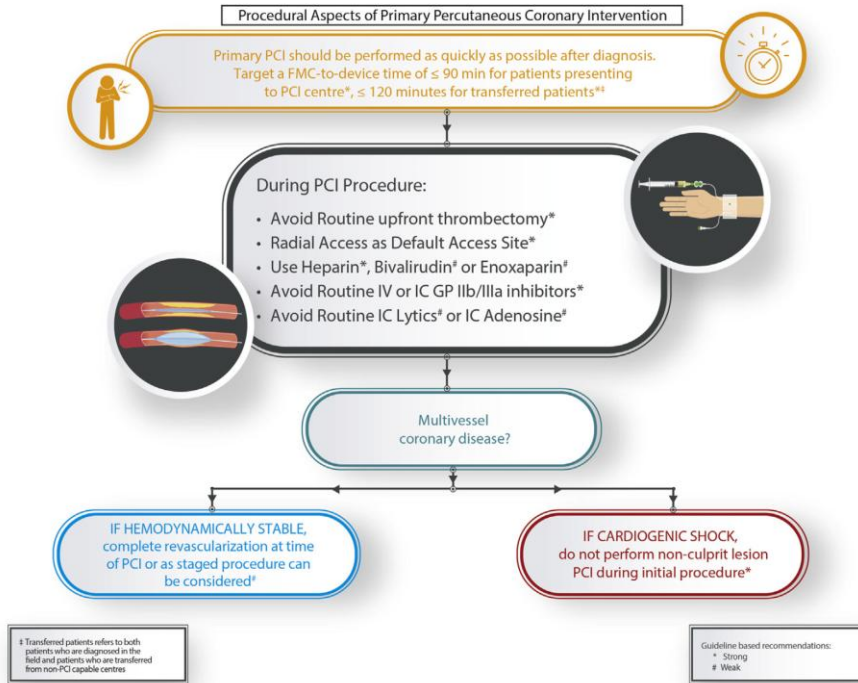 Procedural Aspects of Primary Percutaneous Coronary Intervention
Primary PCI should be performed as quickly as possible after diagnosis.
Target a FMC-to-device time of ≤ 90 min for patients presenting
to PCI centre*, ≤ 120 minutes for transferred patients*‡
During PCI Procedure:
• Avoid Routine upfront thrombectomy*
• Radial Access as Default Access Site*
• Use Heparin*, Bivalirudin# or Enoxaparin#
• Avoid Routine IV or IC GP IIb/IIIa inhibitors*
• Avoid Routine IC Lytics# or IC Adenosine#
Multivessel
coronary disease?
IF HEMODYNAMICALLY STABLE,
complete revascularization at time
of PCI or as staged procedure can
be considered#
IF CARDIOGENIC SHOCK,
do not perform non-culprit lesion
PCI during initial procedure*
‡ Transferred patients refers to both
patients who are diagnosed in the
field and patients who are transferred
from non-PCI capable centres
Guideline based recommendations:
* Strong
# Weak